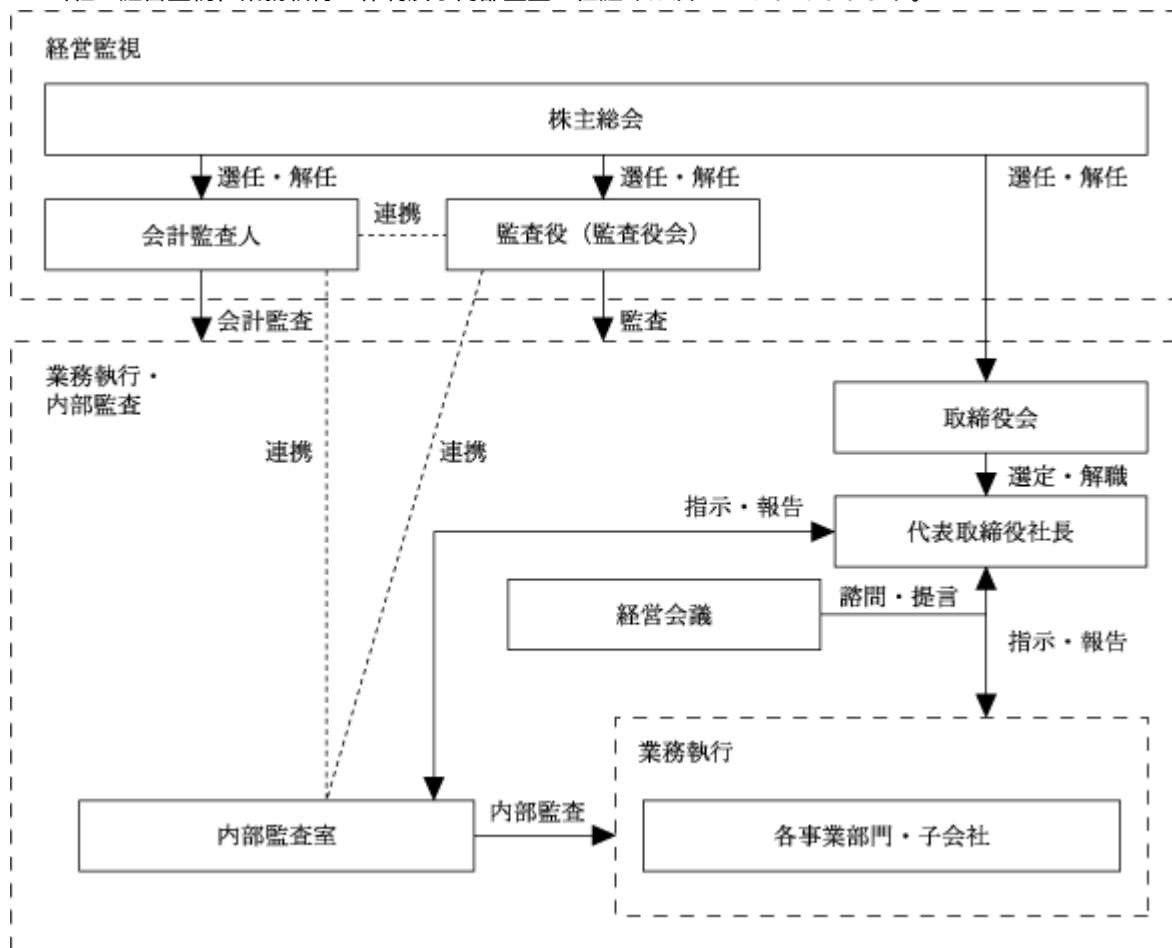 経営監視
株主総会
選任・解任
選任・解任
選任・解任
会計監査人
連携
監査役（監査役会）
会計監査
監査
業務執行・
内部監査
取締役会
連携
連携
選定・解職
指示・報告
代表取締役社長
経営会議
諮問・提言
指示・報告
業務執行
内部監査室
内部監査
各事業部門・子会社